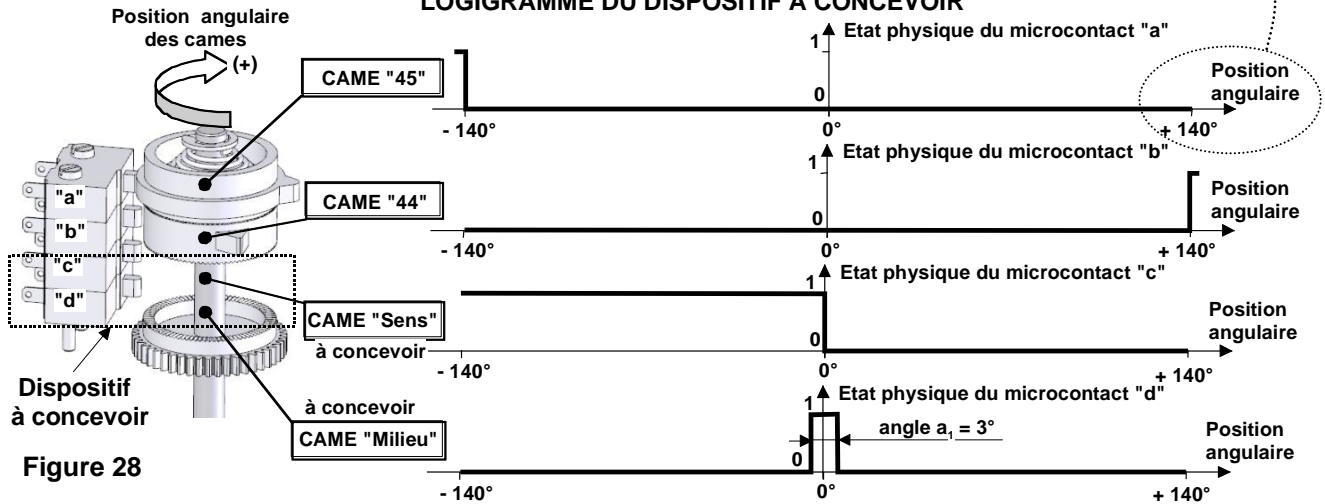 LOGIGRAMME DU DISPOSITIF A CONCEVOIR
Position angulaire
des cames
(+)
CAME "45"
CAME "44"
CAME "Sens"
à concevoir
à concevoir
CAME "Milieu"
"a"
"b"
"c"
"d"
Dispositif
à concevoir
Figure 28
Etat physique du microcontact "a"
1
0
- 140°
0°
+ 140°
Position
angulaire
Etat physique du microcontact "b"
1
0
- 140°
0°
+ 140°
Position
angulaire
Etat physique du microcontact "c"
1
0
- 140°
0°
+ 140°
Position
angulaire
Etat physique du microcontact "d"
1
angle a₁ = 3°
0
- 140°
0°
+ 140°
Position
angulaire